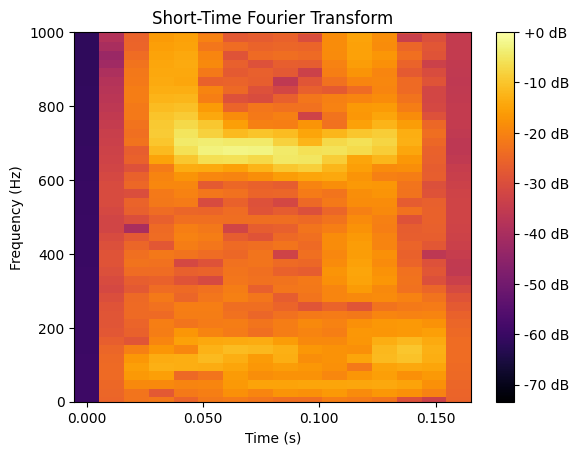 Short-Time Fourier Transform
1000
800
600
400
200
0
Frequency (Hz)
0.000
0.050
0.100
0.150
Time (s)
+0 dB
-10 dB
-20 dB
-30 dB
-40 dB
-50 dB
-60 dB
-70 dB